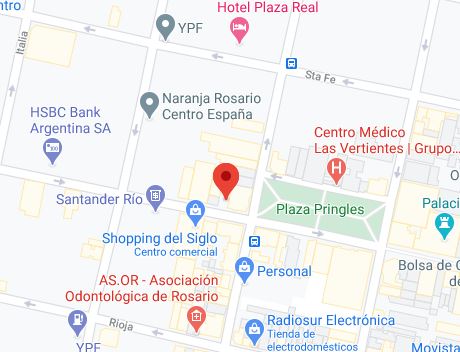 entro
Hotel Plaza Real
YPF
Italia
Sta Fe
Naranja Rosario
Centro España
HSBC Bank
Argentina SA
Centro Médico
Las Vertientes | Grupo...
O
Santander Río
Plaza Pringles
Palaci
Shopping del Siglo
Centro comercial
Personal
Bolsa de C
de
AS.OR - Asociación
Odontológica de Rosario
Rioja
YPF
Radiosur Electrónica
Tienda de
electrodomésticos
Movista